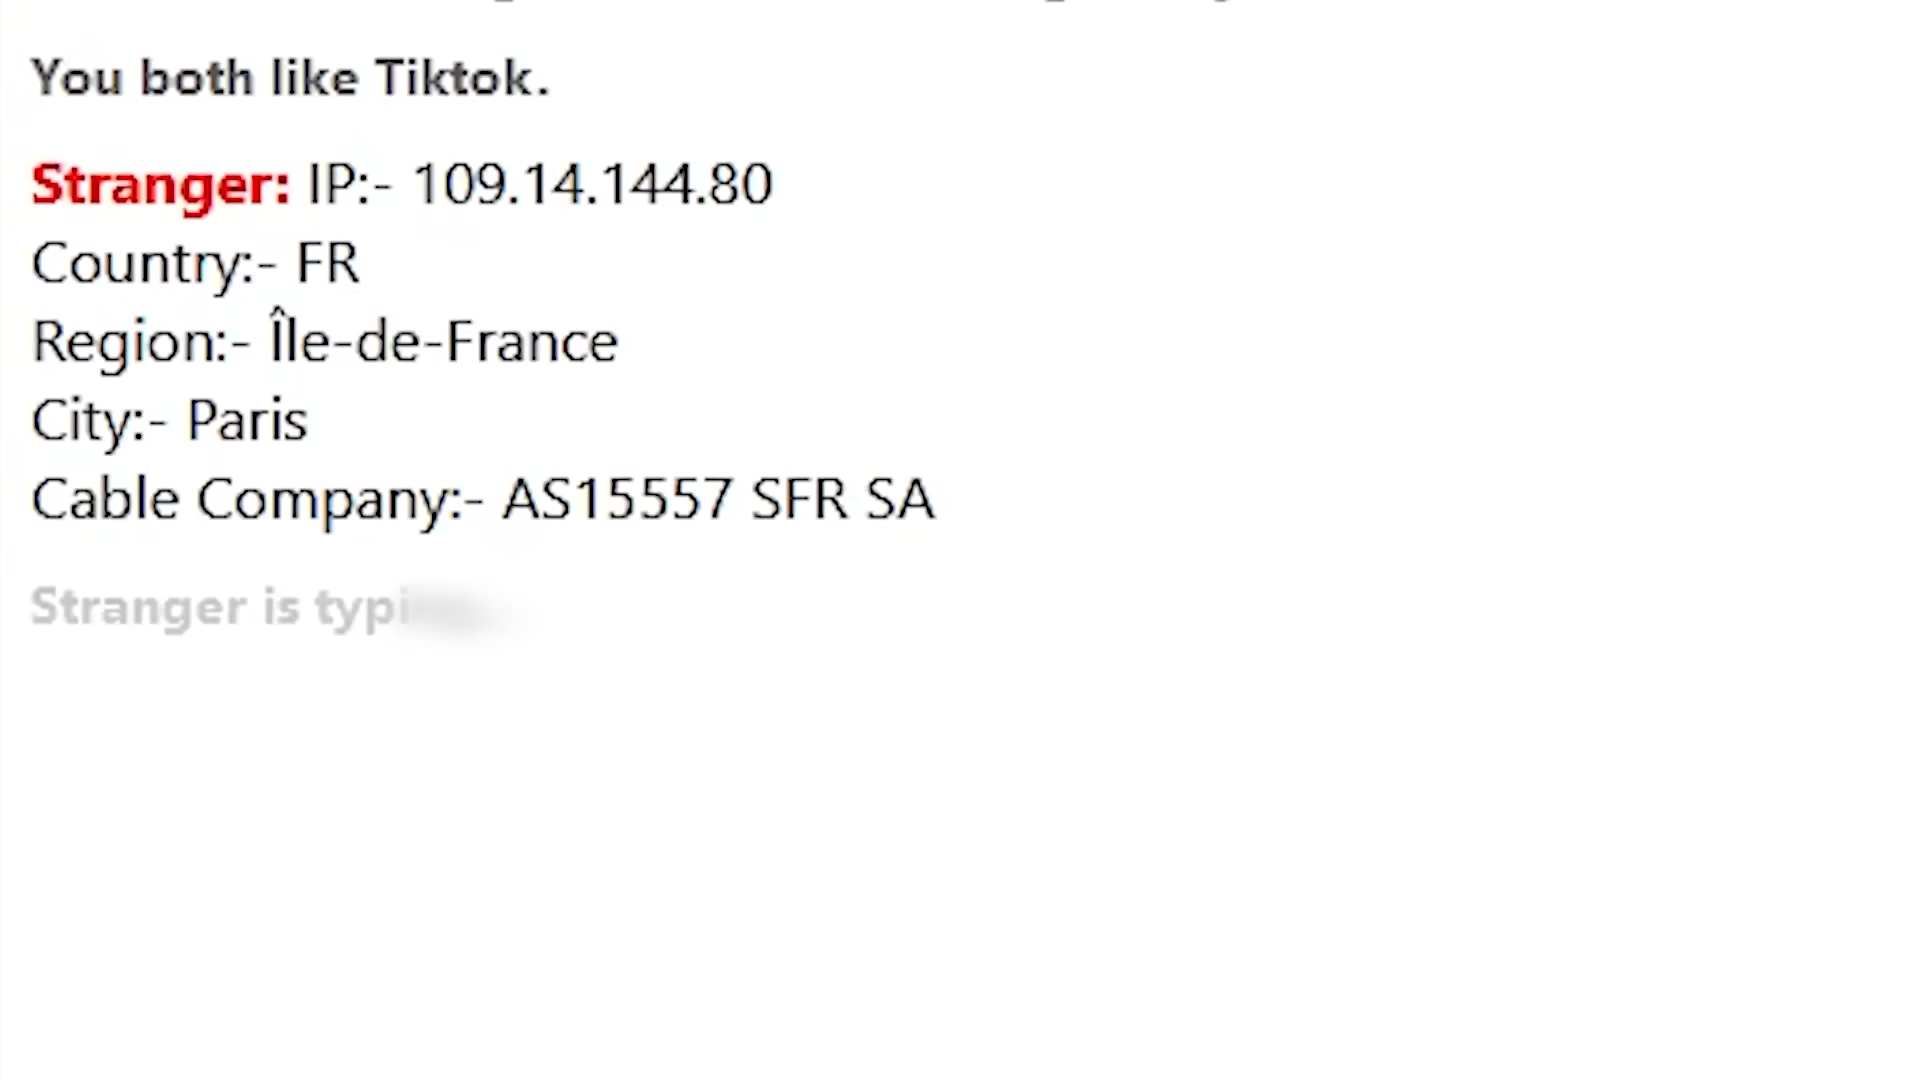 You both like Tiktok.
Stranger: IP:- 109.14.144.80
Country:- FR
Region:- Île-de-France
City:- Paris
Cable Company:- AS15557 SFR SA
Stranger is